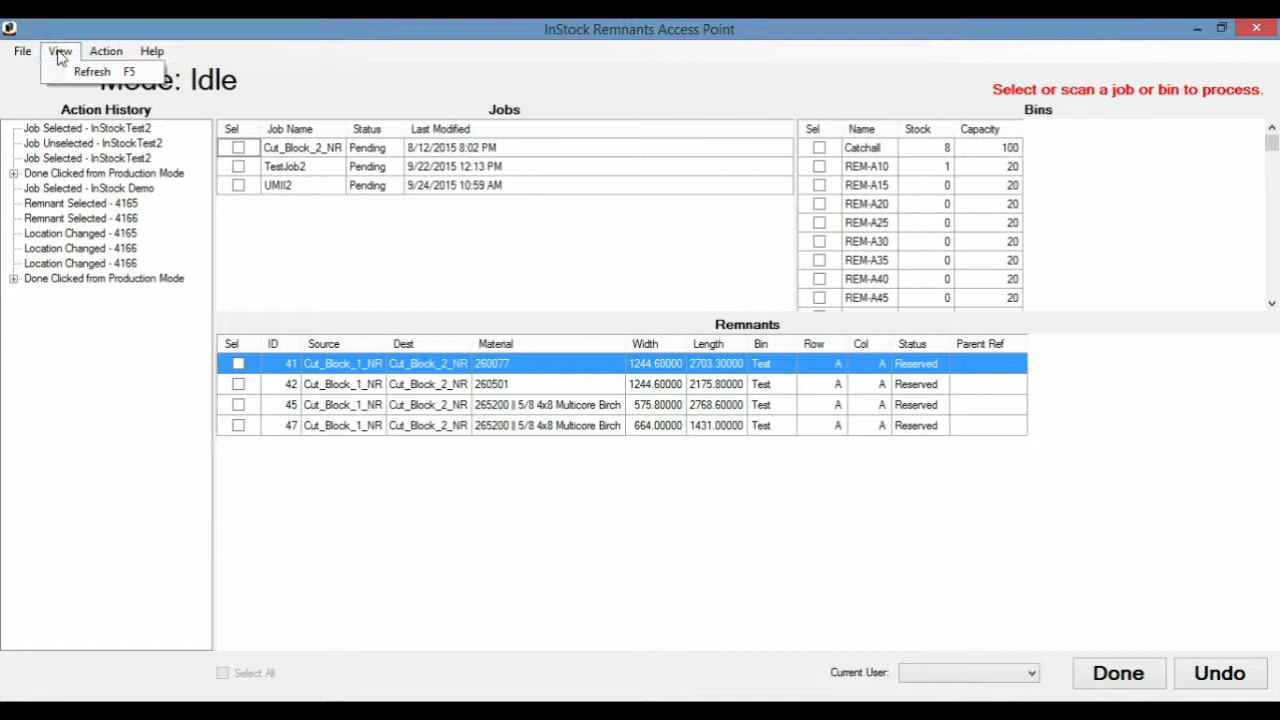 InStock Remnants Access Point
File View Action Help
Refresh F5
Mode: Idle
Select or scan a job or bin to process.
Action History
Job Selected - InStockTest2
Job Unselected - InStockTest2
Job Selected - InStockTest2
Done Clicked from Production Mode
Job Selected - InStock Demo
Remnant Selected - 4165
Remnant Selected - 4166
Location Changed - 4165
Location Changed - 4166
Location Changed - 4166
Done Clicked from Production Mode
Jobs
Sel Job Name Status Last Modified
Cut_Block_2_NR Pending 8/12/2015 8:02 PM
TestJob2 Pending 9/22/2015 12:13 PM
UMII2 Pending 9/24/2015 10:59 AM
Bins
Sel Name Stock Capacity
Catchall 8 100
REM-A10 1 20
REM-A15 0 20
REM-A20 0 20
REM-A25 0 20
REM-A30 0 20
REM-A35 0 20
REM-A40 0 20
REM-A45 0 20
Remnants
Sel ID Source Dest Material Width Length Bin Row Col Status Parent Ref
41 Cut_Block_1_NR Cut_Block_2_NR 260077 1244.60000 2703.30000 Test A A Reserved
42 Cut_Block_1_NR Cut_Block_2_NR 260501 1244.60000 2175.80000 Test A A Reserved
45 Cut_Block_1_NR Cut_Block_2_NR 265200 || 5/8 4x8 Multicore Birch 575.80000 2768.60000 Test A A Reserved
47 Cut_Block_1_NR Cut_Block_2_NR 265200 || 5/8 4x8 Multicore Birch 664.00000 1431.00000 Test A A Reserved
Select All
Current User:
Done
Undo